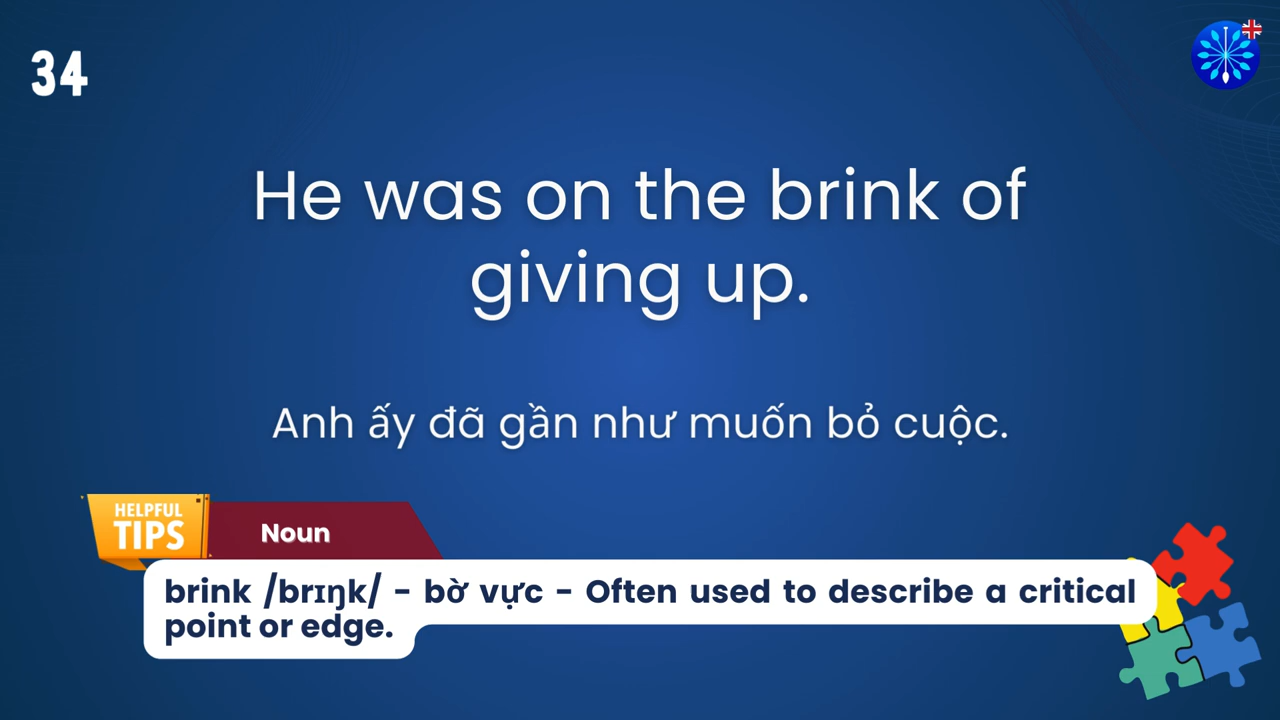 34
He was on the brink of
giving up.
Anh ấy đã gần như muốn bỏ cuộc.
HELPFUL
TIPS
Noun
brink /brɪŋk/ - bờ vực - Often used to describe a critical
point or edge.